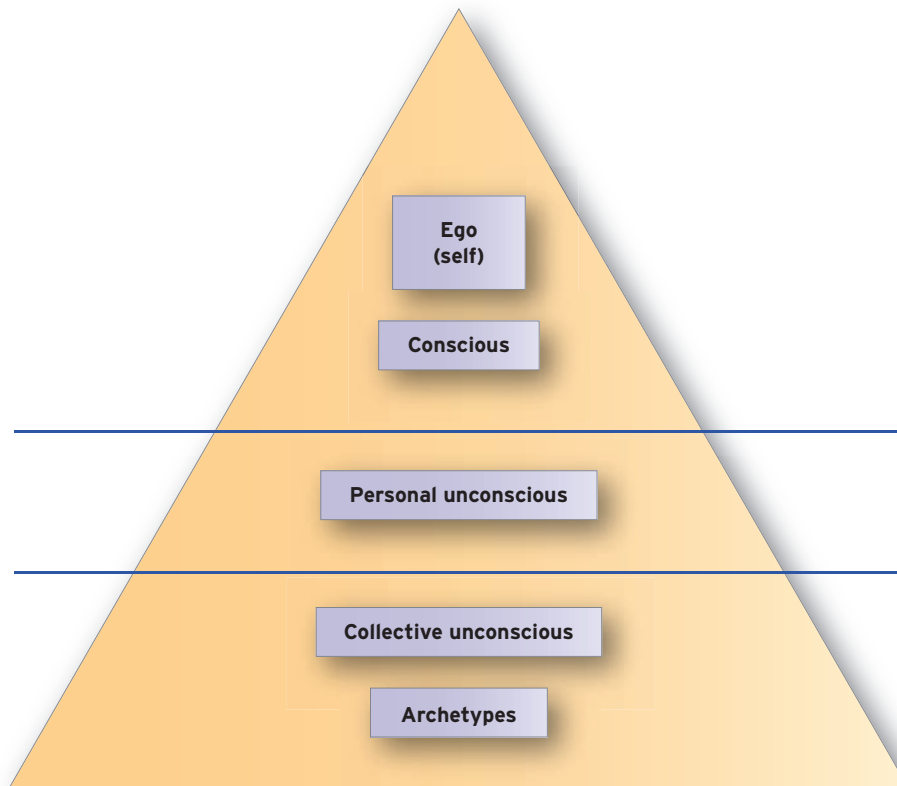 Ego
(self)
Conscious
Personal unconscious
Collective unconscious
Archetypes